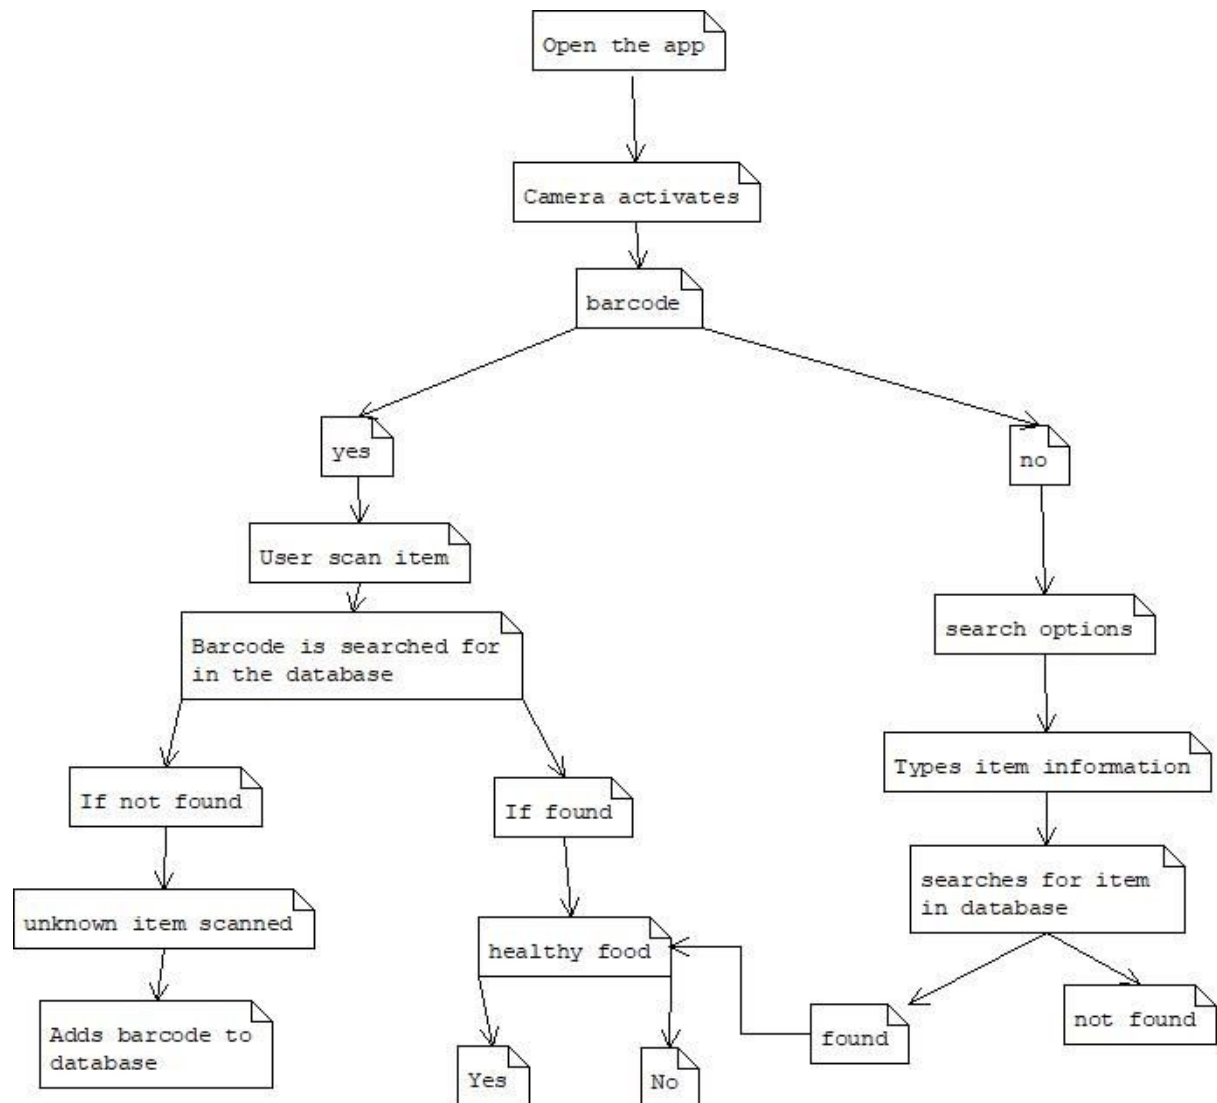 Open the app
Camera activates
barcode
yes
no
User scan item
search options
Barcode is searched for
in the database
Types item information
If not found
If found
searches for item
in database
unknown item scanned
healthy food
Adds barcode to
database
found
not found
Yes
No